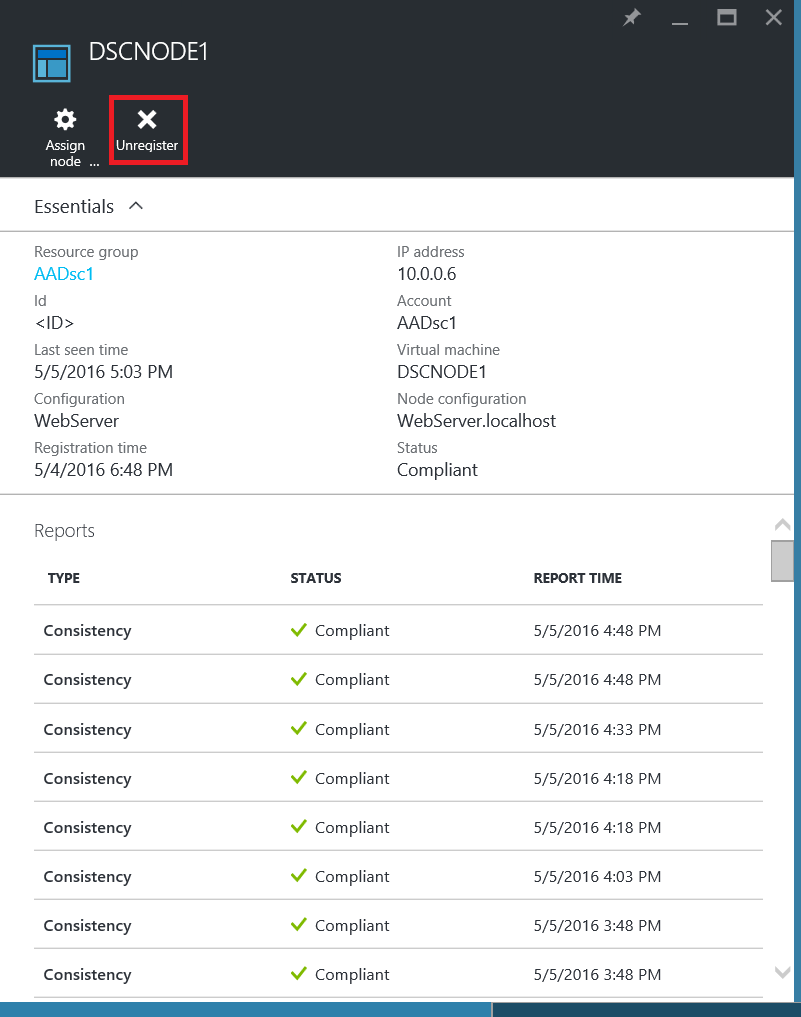 DSCNODE1
Assign
node ...
Unregister
Essentials
Resource group
AADsc1
IP address
10.0.0.6
Id
<ID>
Account
AADsc1
Last seen time
5/5/2016 5:03 PM
Virtual machine
DSCNODE1
Configuration
WebServer
Node configuration
WebServer.localhost
Registration time
5/4/2016 6:48 PM
Status
Compliant
Reports
TYPE STATUS REPORT TIME
Consistency Compliant 5/5/2016 4:48 PM
Consistency Compliant 5/5/2016 4:48 PM
Consistency Compliant 5/5/2016 4:33 PM
Consistency Compliant 5/5/2016 4:18 PM
Consistency Compliant 5/5/2016 4:18 PM
Consistency Compliant 5/5/2016 4:03 PM
Consistency Compliant 5/5/2016 3:48 PM
Consistency Compliant 5/5/2016 3:48 PM